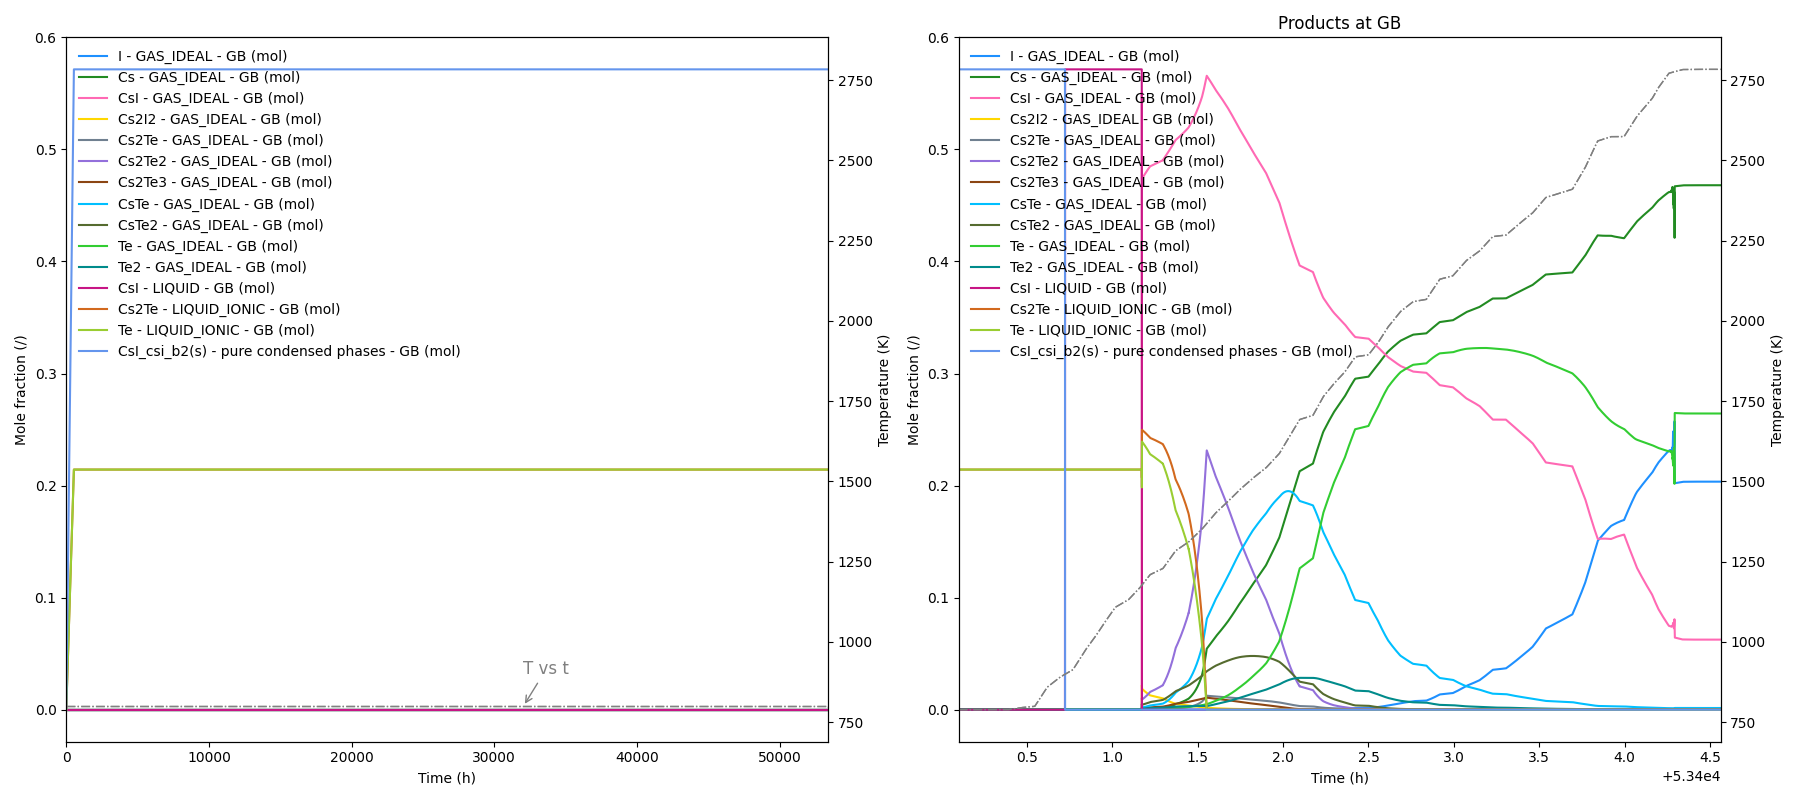 Products at GB
0.6
0.5
0.4
0.3
0.2
0.1
0.0
Mole fraction (/)
I - GAS_IDEAL - GB (mol)
Cs - GAS_IDEAL - GB (mol)
CsI - GAS_IDEAL - GB (mol)
Cs2I2 - GAS_IDEAL - GB (mol)
Cs2Te - GAS_IDEAL - GB (mol)
Cs2Te2 - GAS_IDEAL - GB (mol)
Cs2Te3 - GAS_IDEAL - GB (mol)
CsTe - GAS_IDEAL - GB (mol)
CsTe2 - GAS_IDEAL - GB (mol)
Te - GAS_IDEAL - GB (mol)
Te2 - GAS_IDEAL - GB (mol)
CsI - LIQUID - GB (mol)
Cs2Te - LIQUID_IONIC - GB (mol)
Te - LIQUID_IONIC - GB (mol)
CsI_csi_b2(s) - pure condensed phases - GB (mol)
T vs t
2750
2500
2250
2000
1750
1500
1250
1000
750
Temperature (K)
0 10000 20000 30000 40000 50000
Time (h)
0.6
0.5
0.4
0.3
0.2
0.1
0.0
Mole fraction (/)
I - GAS_IDEAL - GB (mol)
Cs - GAS_IDEAL - GB (mol)
CsI - GAS_IDEAL - GB (mol)
Cs2I2 - GAS_IDEAL - GB (mol)
Cs2Te - GAS_IDEAL - GB (mol)
Cs2Te2 - GAS_IDEAL - GB (mol)
Cs2Te3 - GAS_IDEAL - GB (mol)
CsTe - GAS_IDEAL - GB (mol)
CsTe2 - GAS_IDEAL - GB (mol)
Te - GAS_IDEAL - GB (mol)
Te2 - GAS_IDEAL - GB (mol)
CsI - LIQUID - GB (mol)
Cs2Te - LIQUID_IONIC - GB (mol)
Te - LIQUID_IONIC - GB (mol)
CsI_csi_b2(s) - pure condensed phases - GB (mol)
2750
2500
2250
2000
1750
1500
1250
1000
750
Temperature (K)
0.5 1.0 1.5 2.0 2.5 3.0 3.5 4.0 4.5
Time (h)
+5.34e4